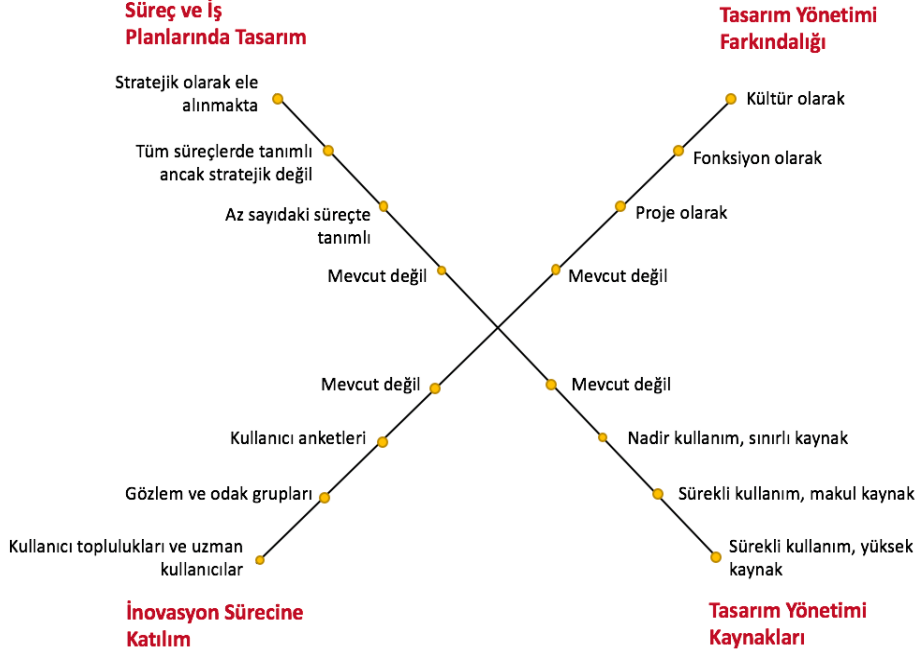 Süreç ve İş
Planlarında Tasarım
Tasarım Yönetimi
Farkındalığı
Stratejik olarak ele
alınmakta
Kültür olarak
Tüm süreçlerde tanımlı
ancak stratejik değil
Fonksiyon olarak
Az sayıdaki süreçte
tanımlı
Proje olarak
Mevcut değil
Mevcut değil
Mevcut değil
Mevcut değil
Kullanıcı anketleri
Nadir kullanım, sınırlı kaynak
Gözlem ve odak grupları
Sürekli kullanım, makul kaynak
Kullanıcı toplulukları ve uzman
kullanıcılar
Sürekli kullanım, yüksek
kaynak
İnovasyon Sürecine
Katılım
Tasarım Yönetimi
Kaynakları